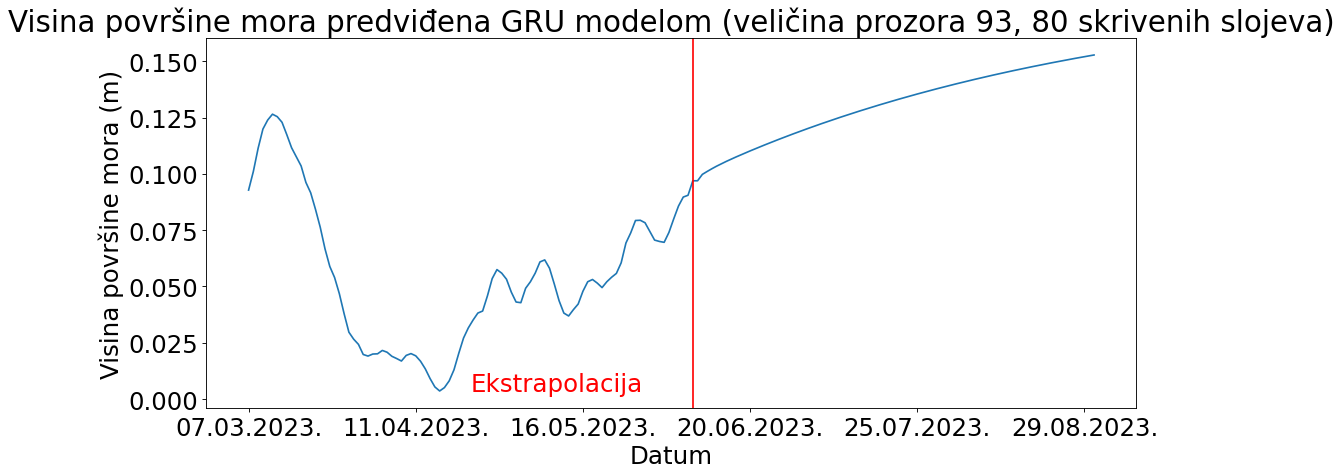 Visina površine mora predviđena GRU modelom (veličina prozora 93, 80 skrivenih slojeva)
Visina površine mora (m)
0.150
0.125
0.100
0.075
0.050
0.025
0.000
Ekstrapolacija
07.03.2023. 11.04.2023. 16.05.2023. 20.06.2023. 25.07.2023. 29.08.2023.
Datum